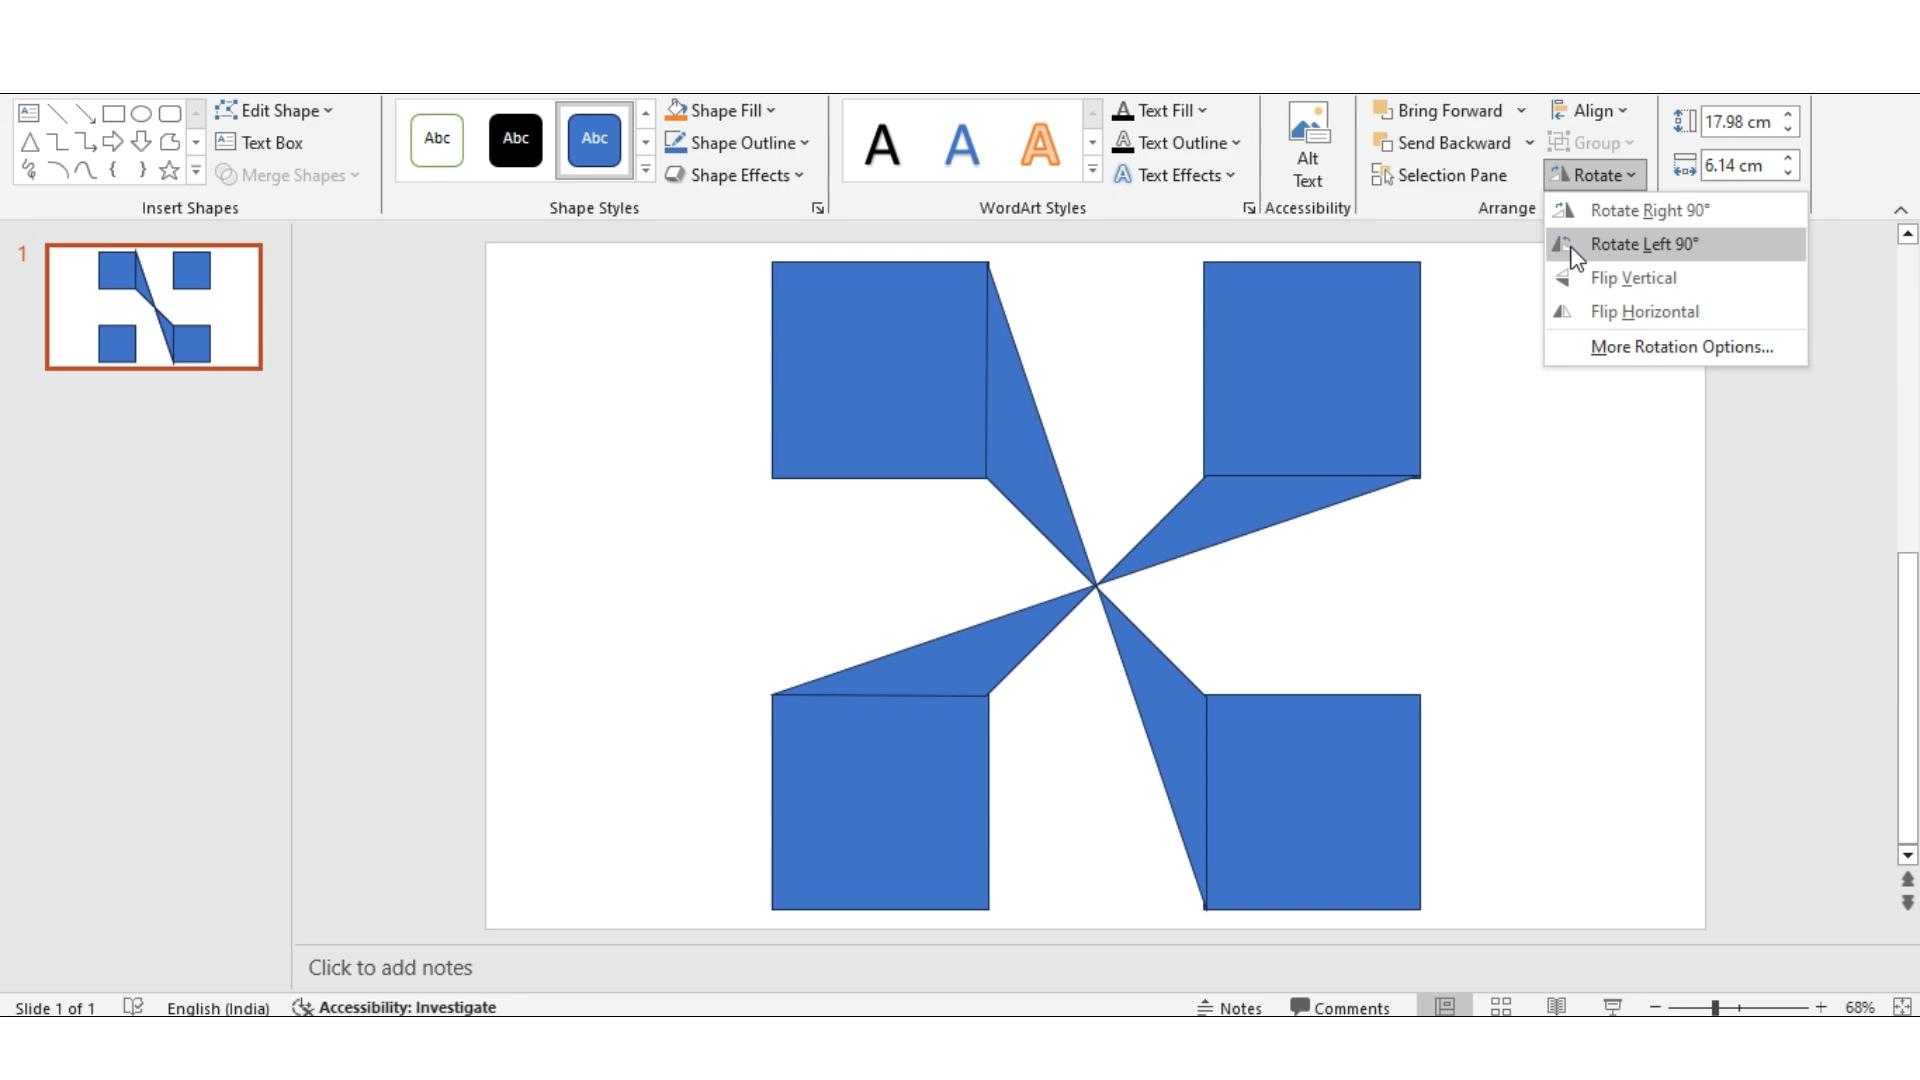 Edit Shape
Text Box
Merge Shapes
Insert Shapes
Abc
Abc
Abc
Shape Fill
Shape Outline
Shape Effects
Shape Styles
A
A
A
Text Fill
Text Outline
Text Effects
WordArt Styles
Alt
Text
Accessibility
Bring Forward
Send Backward
Selection Pane
Align
Group
Rotate
Arrange
17.98 cm
6.14 cm
Rotate Right 90°
Rotate Left 90°
Flip Vertical
Flip Horizontal
More Rotation Options...
1
Click to add notes
Slide 1 of 1
English (India)
Accessibility: Investigate
Notes
Comments
68%